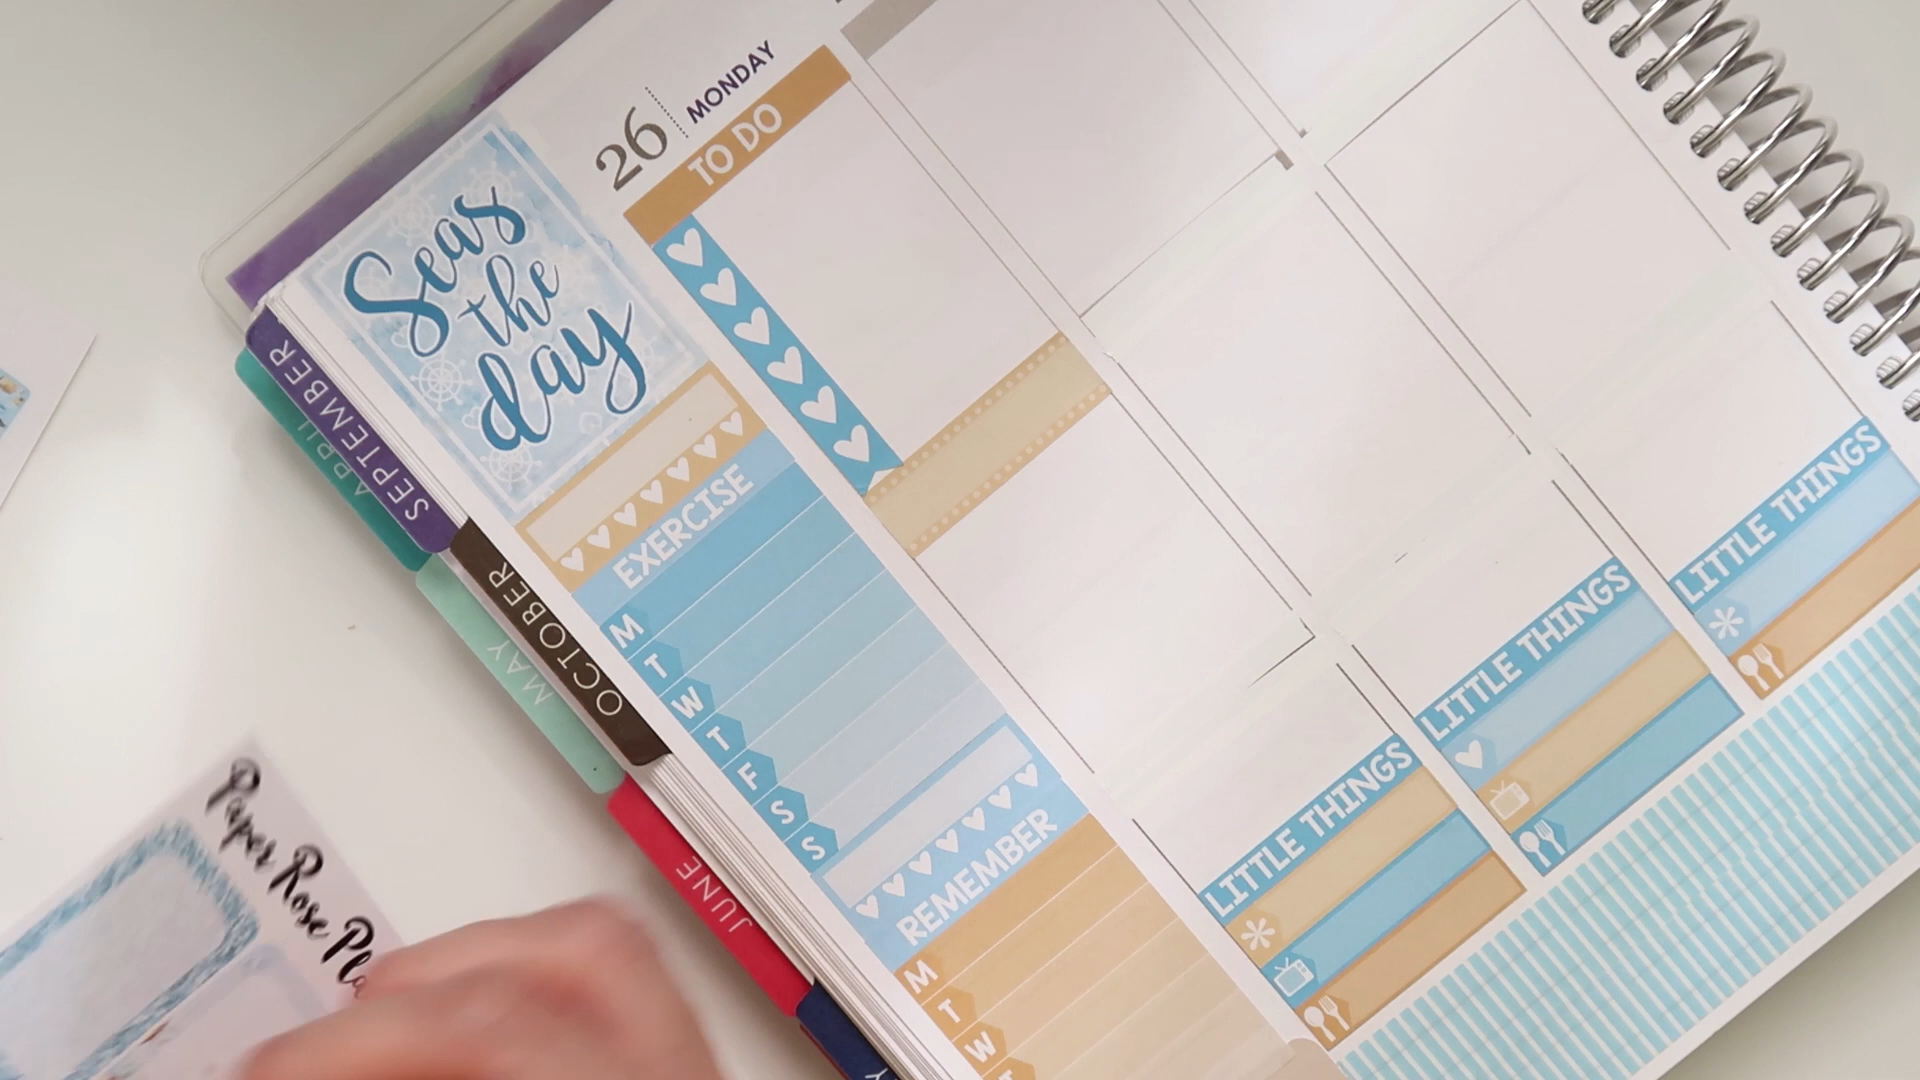 26 MONDAY
TO DO
Seas
the
day
EXERCISE
M
T
W
T
F
S
S
REMEMBER
M
T
W
LITTLE THINGS
LITTLE THINGS
LITTLE THINGS
SEPTEMBER
APRIL
OCTOBER
MAY
JUNE
Paper Rose